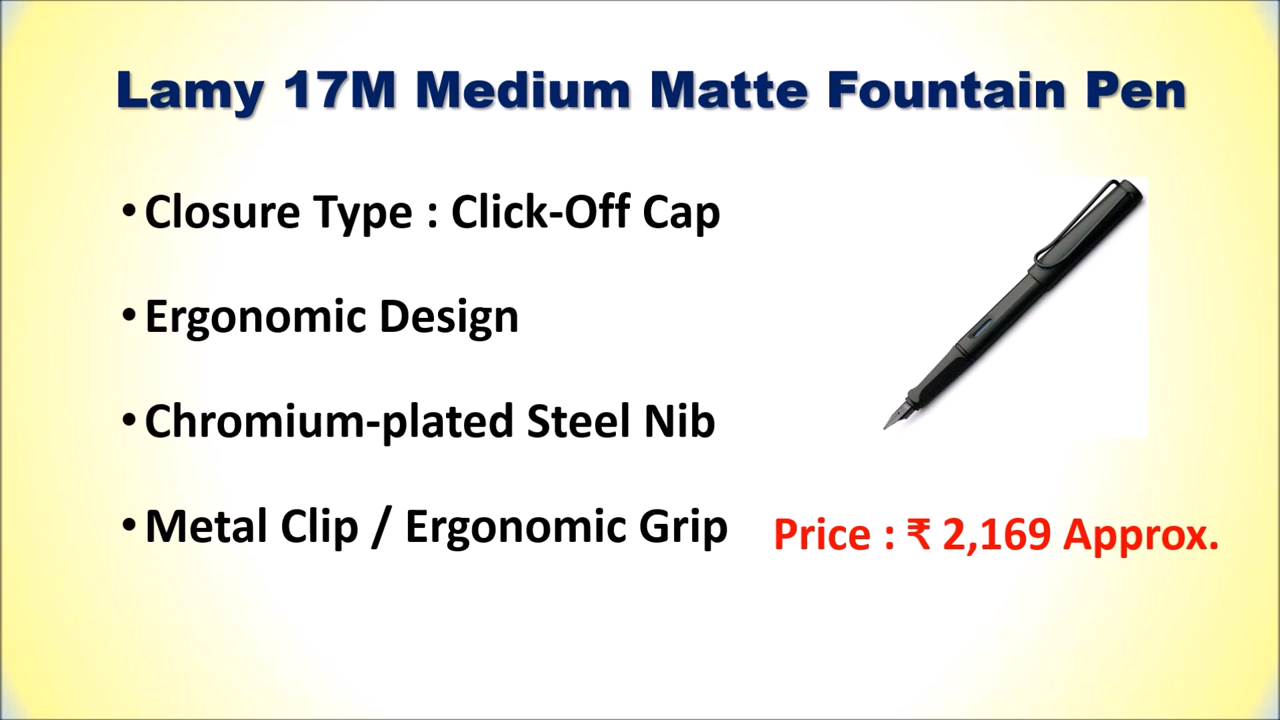 Lamy 17M Medium Matte Fountain Pen
•Closure Type : Click-Off Cap
•Ergonomic Design
•Chromium-plated Steel Nib
•Metal Clip / Ergonomic Grip
Price : ₹ 2,169 Approx.